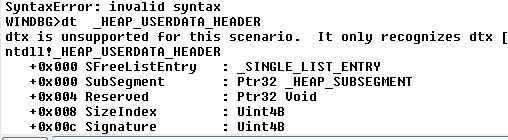 SyntaxError: invalid syntax
WINDBG>dt  _HEAP_USERDATA_HEADER
dtx is unsupported for this scenario.  It only recognizes dtx [
ntdll!_HEAP_USERDATA_HEADER
   +0x000 SFreeListEntry   : _SINGLE_LIST_ENTRY
   +0x000 SubSegment       : Ptr32 _HEAP_SUBSEGMENT
   +0x004 Reserved         : Ptr32 Void
   +0x008 SizeIndex        : Uint4B
   +0x00c Signature        : Uint4B